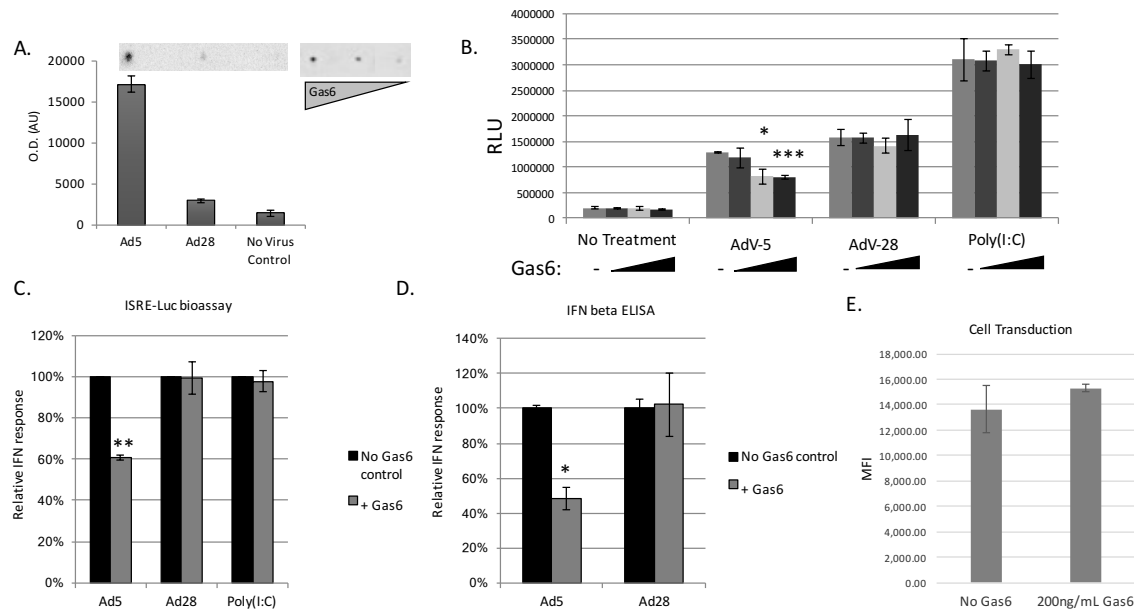 A.
20000
15000
10000
5000
0
O.D. (AU)
Gas6
Ad5
Ad28
No Virus
Control
B.
4000000
3500000
3000000
2500000
2000000
1500000
1000000
500000
0
RLU
*
***
No Treatment
AdV-5
AdV-28
Poly(I:C)
Gas6:
-
-
-
-
C.
ISRE-Luc bioassay
120%
100%
80%
60%
40%
20%
0%
Relative IFN response
**
Ad5
Ad28
Poly(I:C)
No Gas6
control
+ Gas6
D.
IFN beta ELISA
140%
120%
100%
80%
60%
40%
20%
0%
Relative IFN response
*
Ad5
Ad28
No Gas6 control
+ Gas6
E.
Cell Transduction
18,000.00
16,000.00
14,000.00
12,000.00
10,000.00
8,000.00
6,000.00
4,000.00
2,000.00
0.00
MFI
No Gas6
200ng/mL Gas6